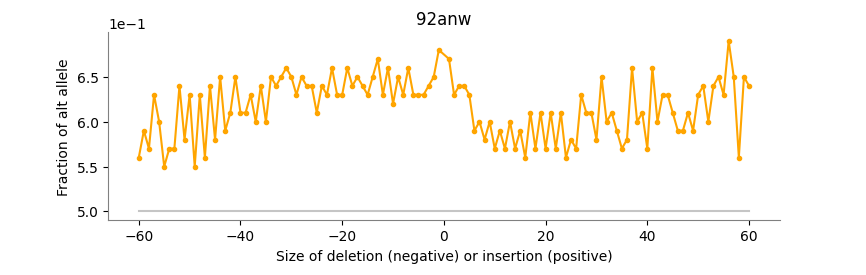 92anw
1e−1
Fraction of alt allele
6.5
6.0
5.5
5.0
−60 −40 −20 0 20 40 60
Size of deletion (negative) or insertion (positive)